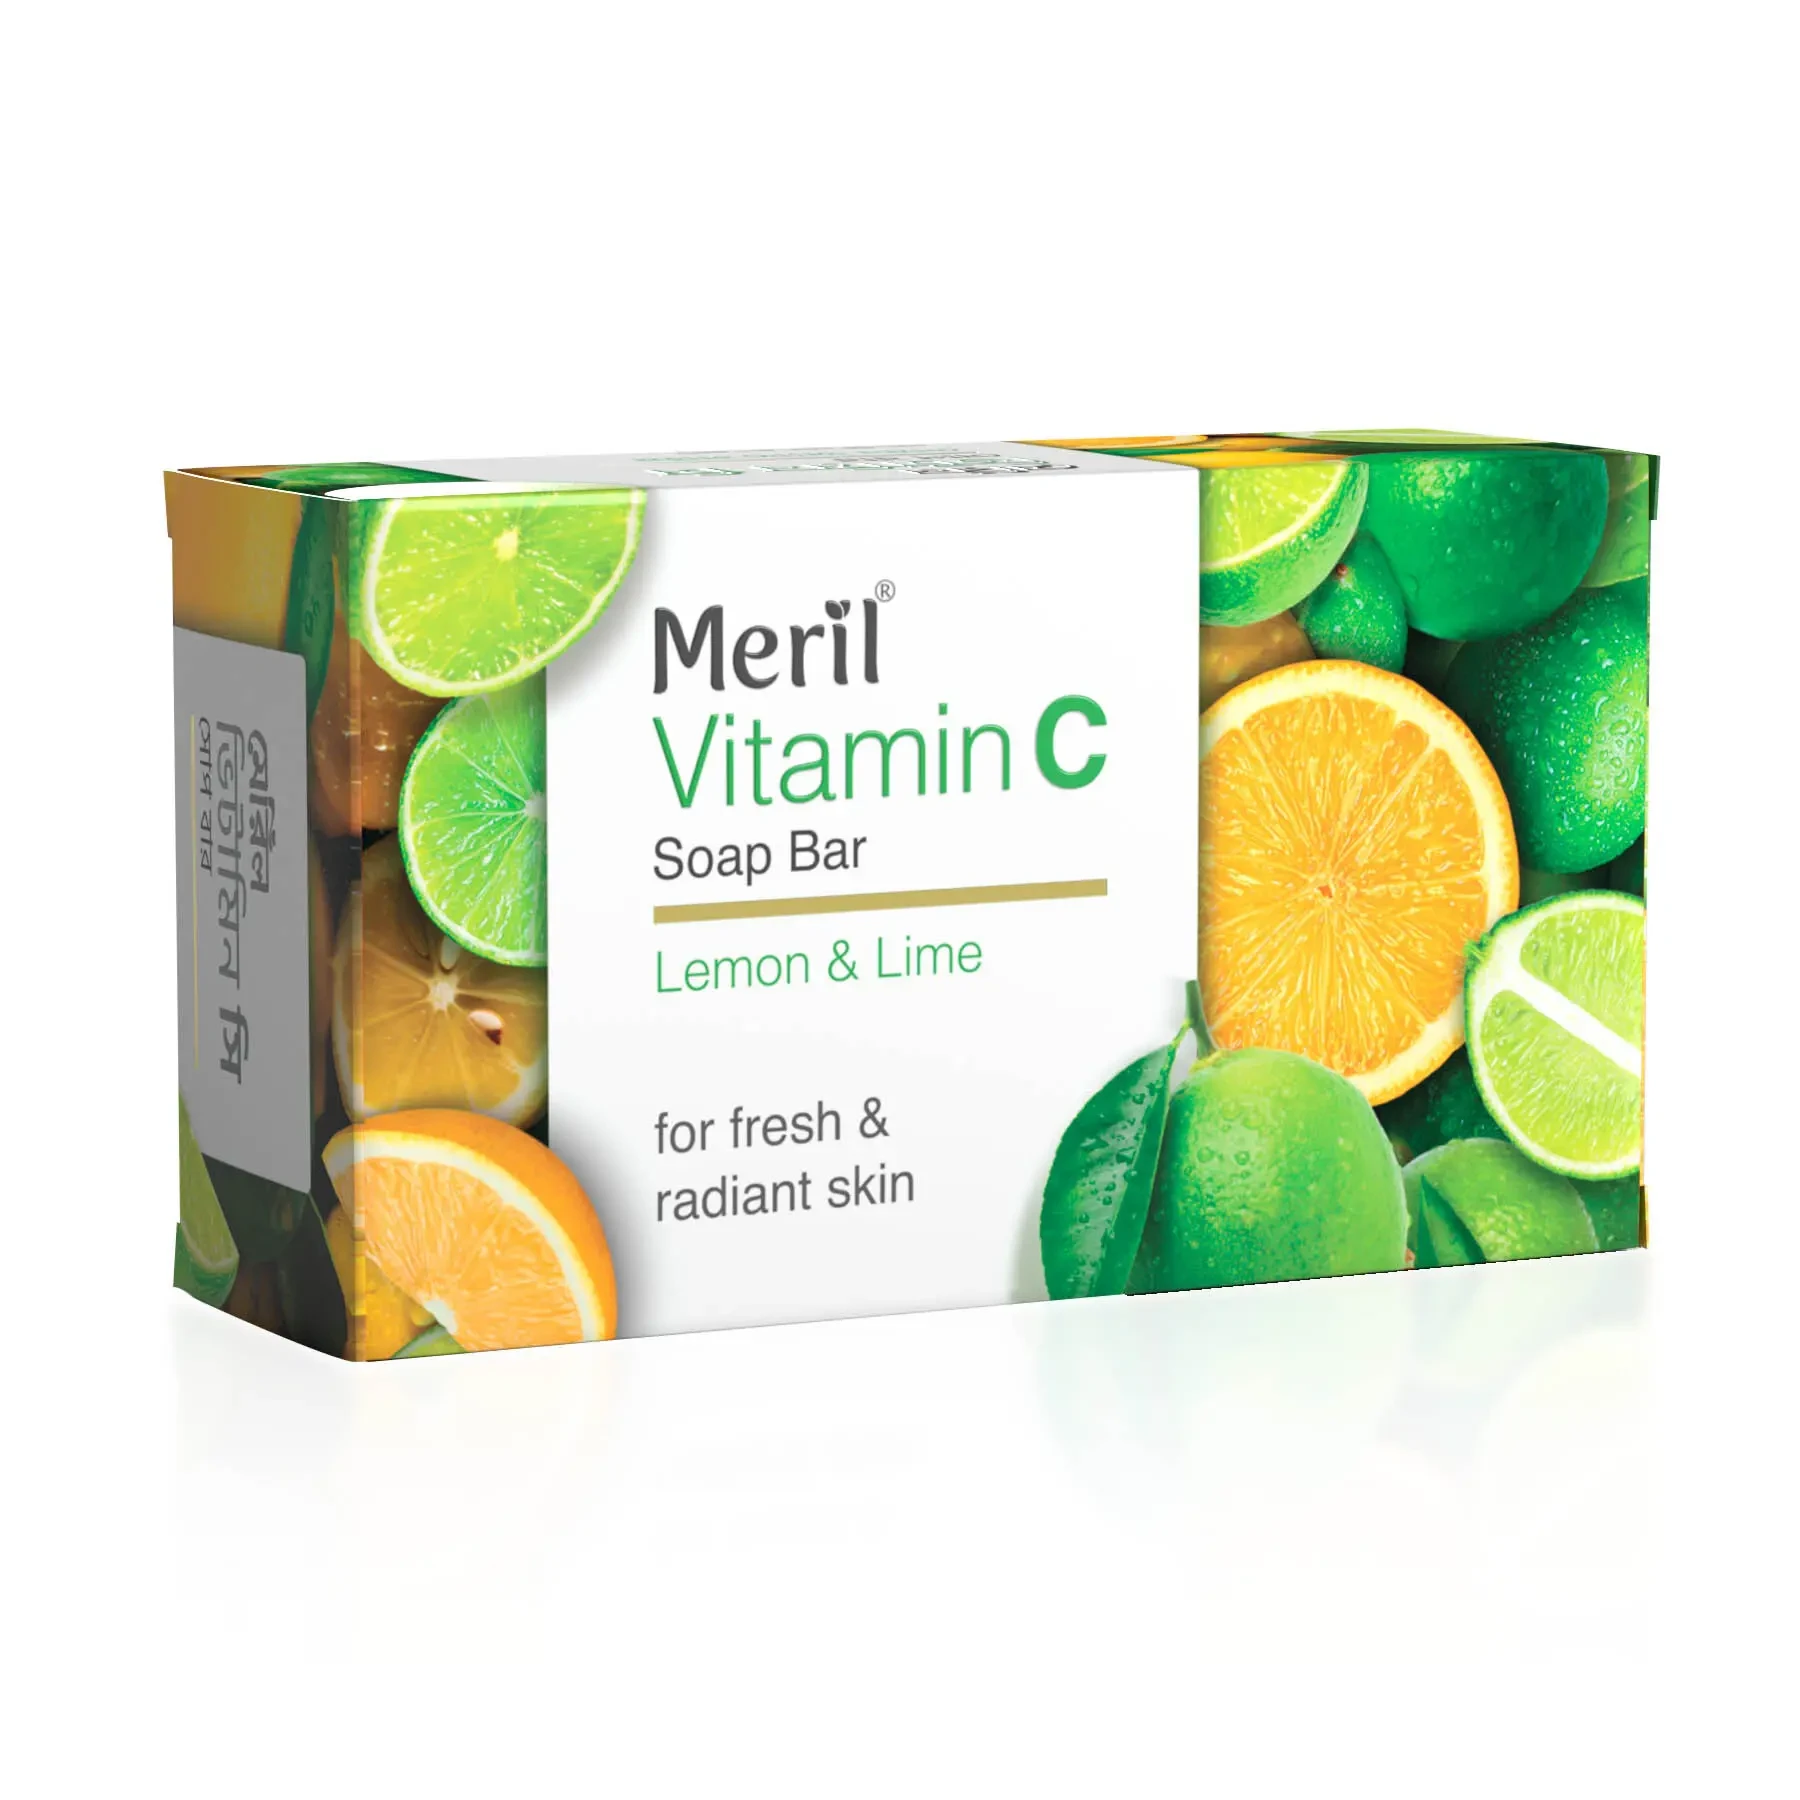 Meril®
Vitamin C
Soap Bar
Lemon & Lime
for fresh &
radiant skin
মেরিল
ভিটামিন সি
সোপ বার